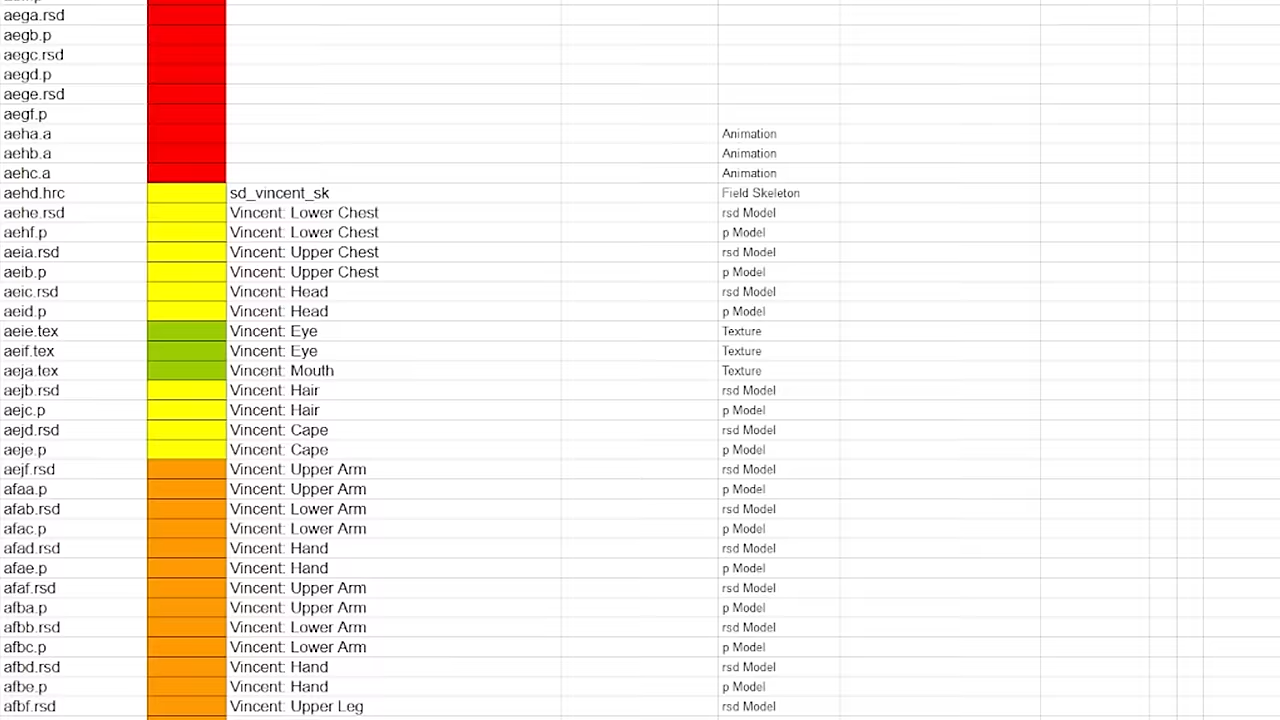 aega.rsd
aegb.p
aegc.rsd
aegd.p
aege.rsd
aegf.p
aeha.a Animation
aehb.a Animation
aehc.a Animation
aehd.hrc sd_vincent_sk Field Skeleton
aehe.rsd Vincent: Lower Chest rsd Model
aehf.p Vincent: Lower Chest p Model
aeia.rsd Vincent: Upper Chest rsd Model
aeib.p Vincent: Upper Chest p Model
aeic.rsd Vincent: Head rsd Model
aeid.p Vincent: Head p Model
aeie.tex Vincent: Eye Texture
aeif.tex Vincent: Eye Texture
aeja.tex Vincent: Mouth Texture
aejb.rsd Vincent: Hair rsd Model
aejc.p Vincent: Hair p Model
aejd.rsd Vincent: Cape rsd Model
aeje.p Vincent: Cape p Model
aejf.rsd Vincent: Upper Arm rsd Model
afaa.p Vincent: Upper Arm p Model
afab.rsd Vincent: Lower Arm rsd Model
afac.p Vincent: Lower Arm p Model
afad.rsd Vincent: Hand rsd Model
afae.p Vincent: Hand p Model
afaf.rsd Vincent: Upper Arm rsd Model
afba.p Vincent: Upper Arm p Model
afbb.rsd Vincent: Lower Arm rsd Model
afbc.p Vincent: Lower Arm p Model
afbd.rsd Vincent: Hand rsd Model
afbe.p Vincent: Hand p Model
afbf.rsd Vincent: Upper Leg rsd Model